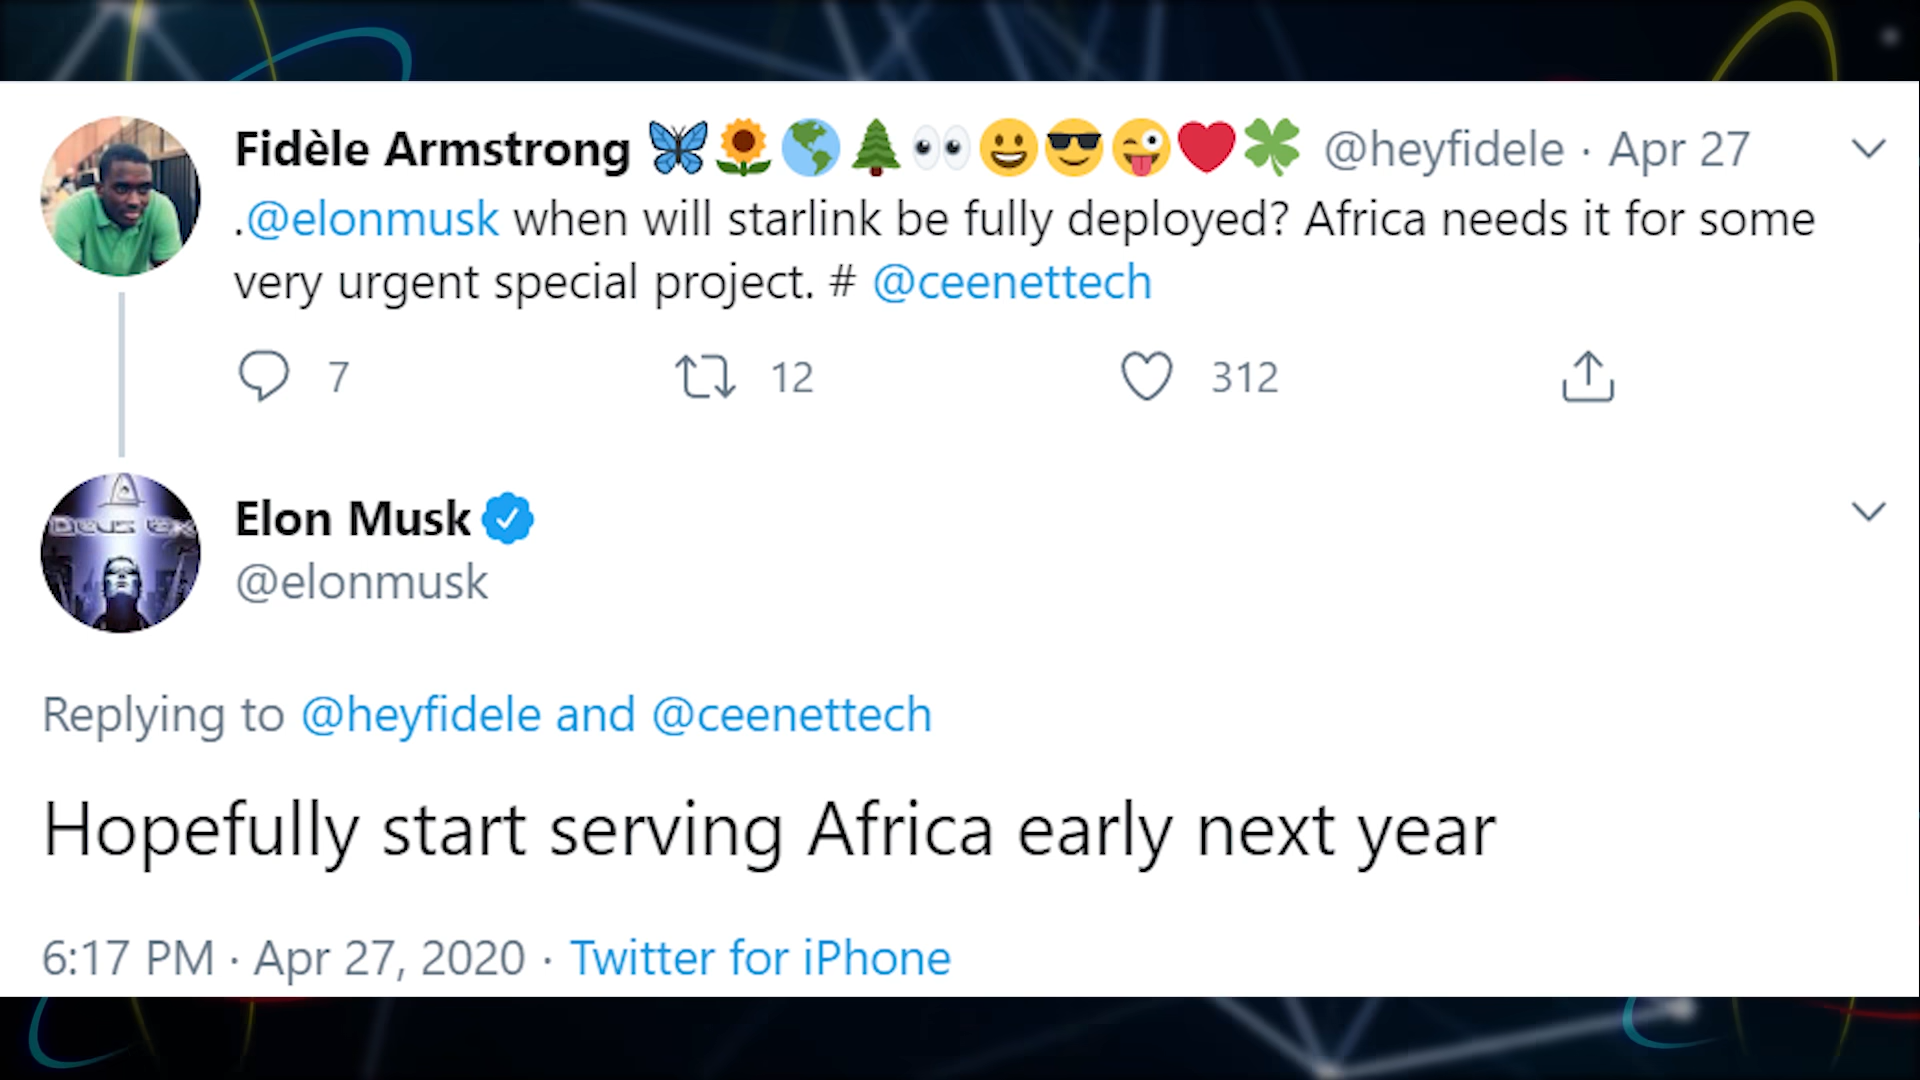 Fidèle Armstrong 🦋🌻🌎🌲👀😀😎😜❤️🍀 @heyfidele · Apr 27
.@elonmusk when will starlink be fully deployed? Africa needs it for some
very urgent special project. # @ceenettech
7 12 312
DEUS EX
Elon Musk
@elonmusk
Replying to @heyfidele and @ceenettech
Hopefully start serving Africa early next year
6:17 PM · Apr 27, 2020 · Twitter for iPhone